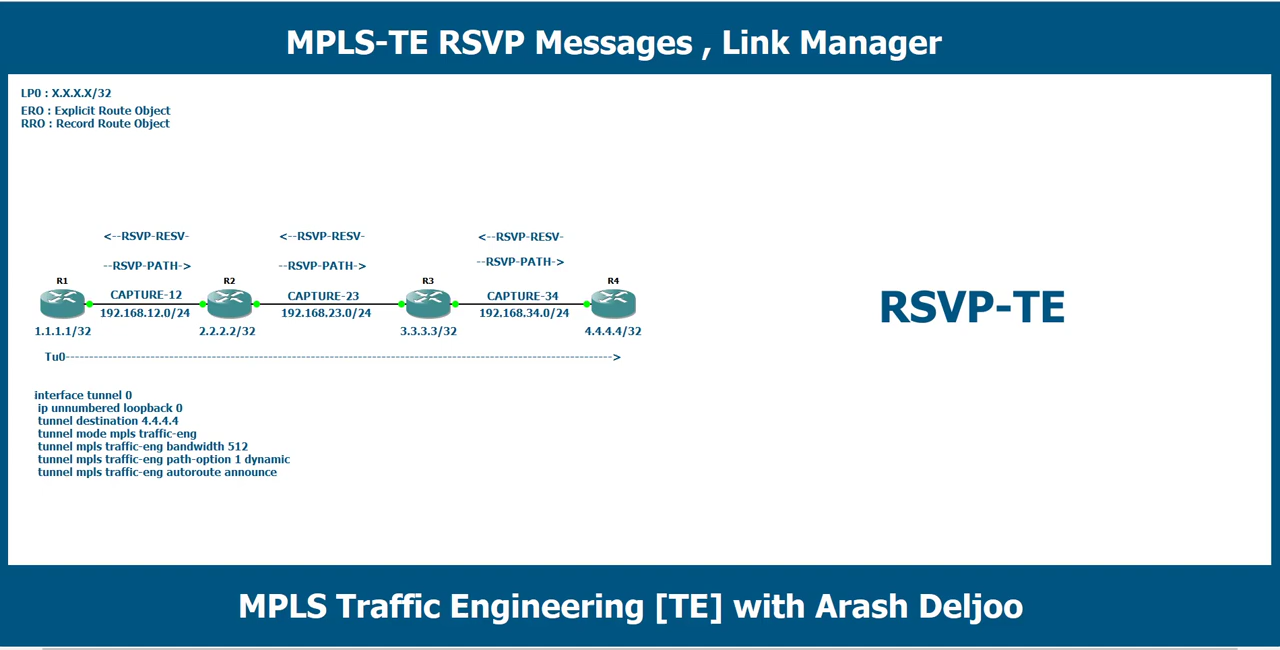 MPLS-TE RSVP Messages , Link Manager
LP0 : X.X.X.X/32
ERO : Explicit Route Object
RRO : Record Route Object
<--RSVP-RESV- <--RSVP-RESV- <--RSVP-RESV-
--RSVP-PATH-> --RSVP-PATH-> --RSVP-PATH->
R1 R2 R3 R4
CAPTURE-12 CAPTURE-23 CAPTURE-34
192.168.12.0/24 192.168.23.0/24 192.168.34.0/24
1.1.1.1/32 2.2.2.2/32 3.3.3.3/32 4.4.4.4/32
RSVP-TE
Tu0------------------------------------------------------------------------------------------------------------>
interface tunnel 0
ip unnumbered loopback 0
tunnel destination 4.4.4.4
tunnel mode mpls traffic-eng
tunnel mpls traffic-eng bandwidth 512
tunnel mpls traffic-eng path-option 1 dynamic
tunnel mpls traffic-eng autoroute announce
MPLS Traffic Engineering [TE] with Arash Deljoo